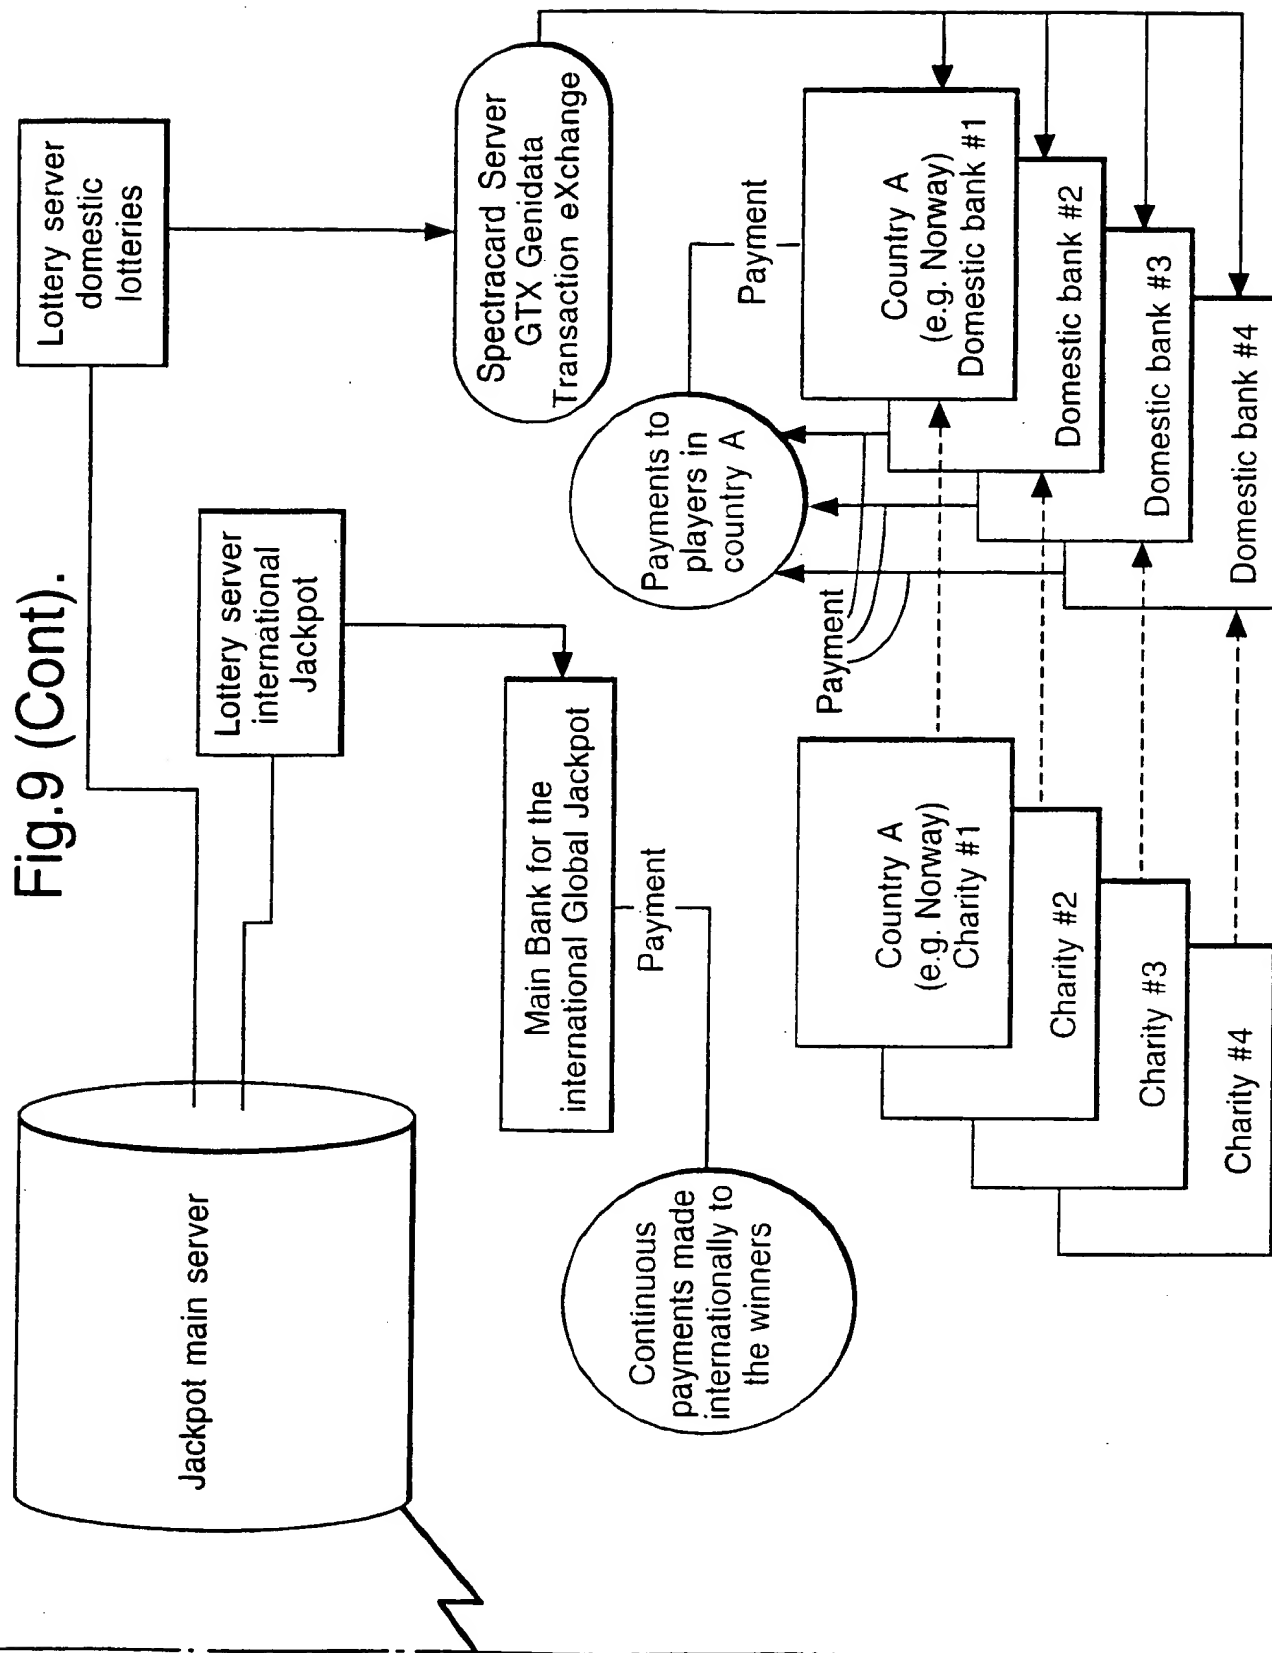 Fig.9 (Cont).
Jackpot main server
Lottery server
domestic
lotteries
Lottery server
international
Jackpot
Spectracard Server
GTX Genidata
Transaction eXchange
Main Bank for the
international Global Jackpot
Payment
Continuous
payments made
internationally to
the winners
Payments to
players in
country A
Payment
Payment
Country A
(e.g. Norway)
Domestic bank #1
Domestic bank #2
Domestic bank #3
Domestic bank #4
Country A
(e.g. Norway)
Charity #1
Charity #2
Charity #3
Charity #4